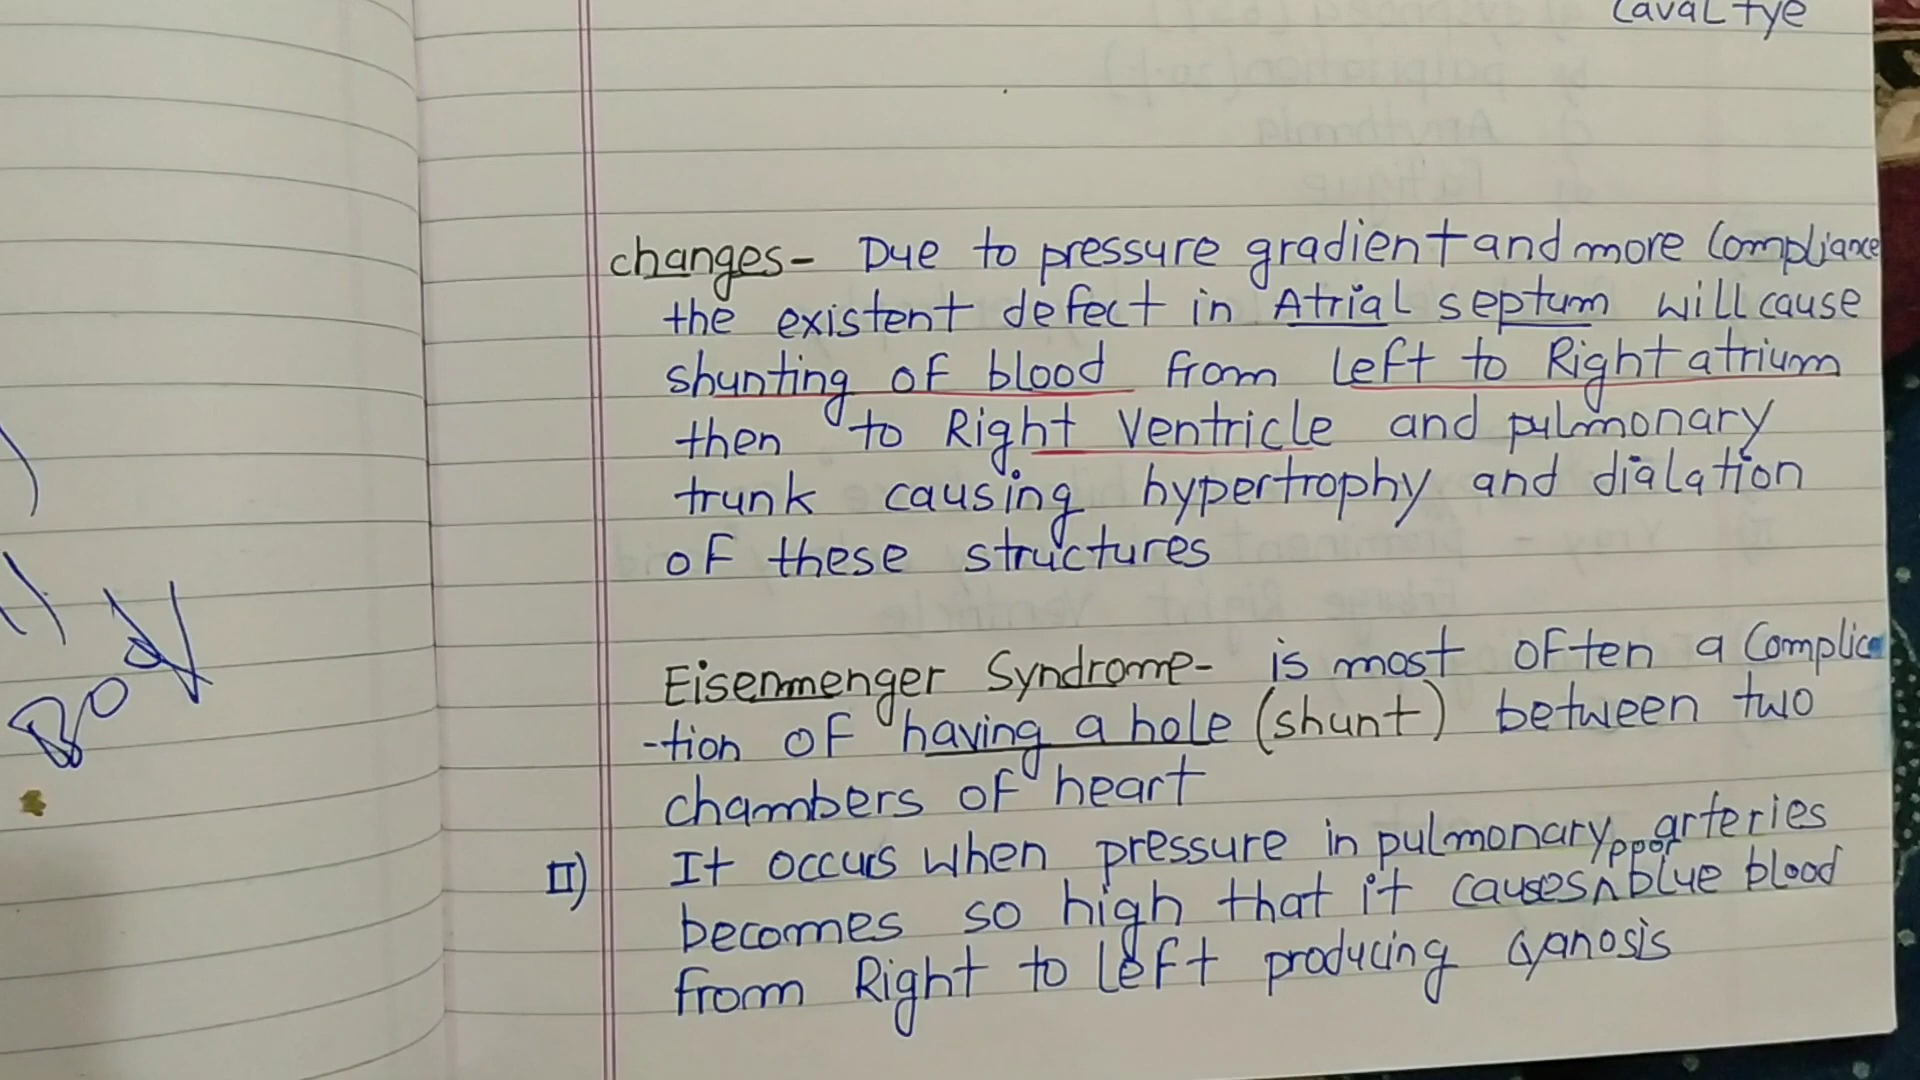 Caval tye
changes- Due to pressure gradient and more compliance
the existent defect in Atrial septum will cause
shunting of blood from left to Right atrium
then to Right Ventricle and pulmonary
trunk causing hypertrophy and dialation
of these structures
Eisenmenger Syndrome- is most often a complica
-tion of having a hole (shunt) between two
chambers of heart
II) It occurs when pressure in pulmonary arteries
becomes so high that it causes ^ poor blue blood
from Right to left producing cyanosis